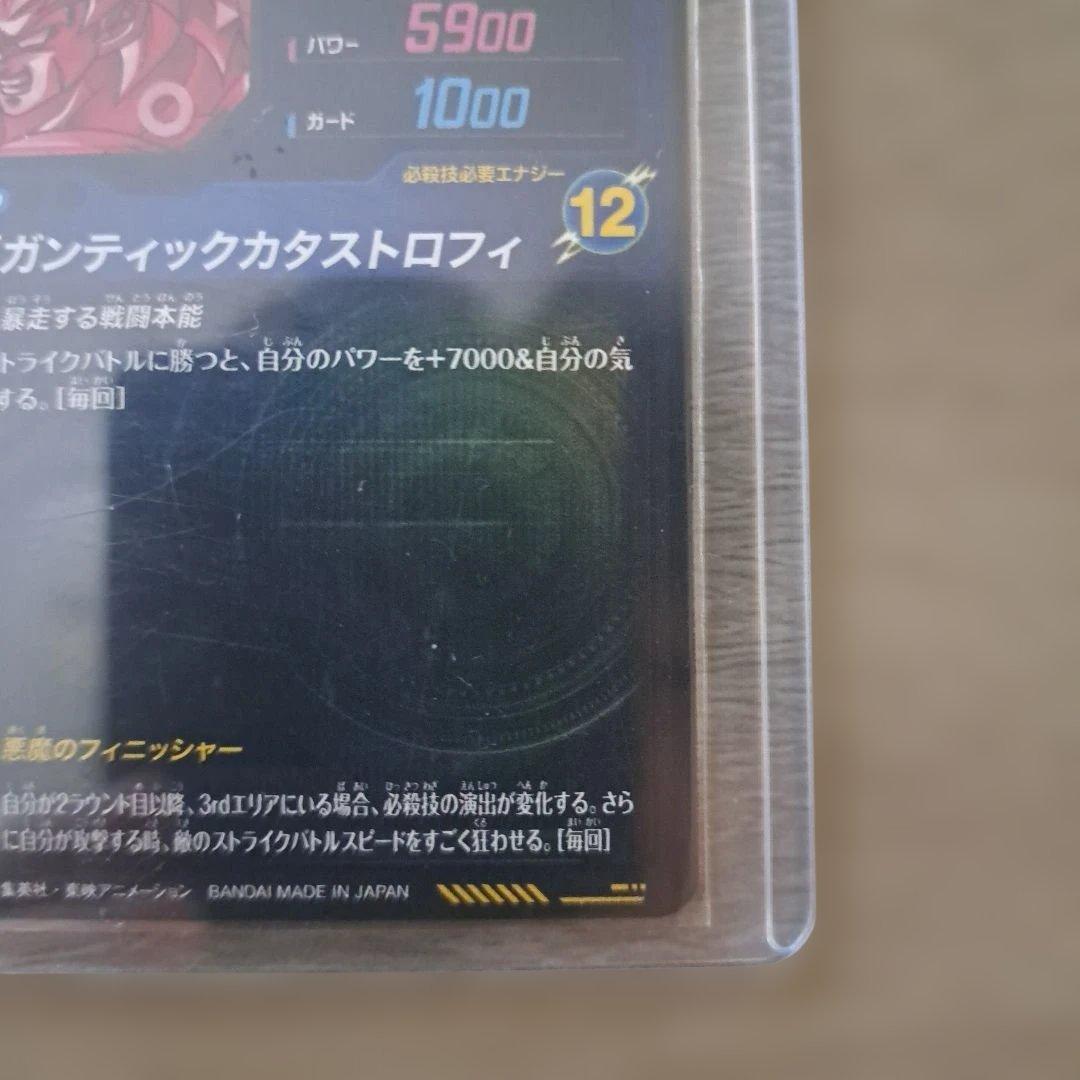 パワー 5900
ガード 1000
必殺技必要エナジー
12
ガンティックカタストロフィ
暴走する戦闘本能
トライクバトルに勝つと、自分のパワーを+7000&自分の気
する。[毎回]
悪魔のフィニッシャー
自分が2ラウンド目以降、3rdエリアにいる場合、必殺技の演出が変化する。さら
に自分が攻撃する時、敵のストライクバトルスピードをすごく狂わせる。[毎回]
集英社・東映アニメーション BANDAI MADE IN JAPAN